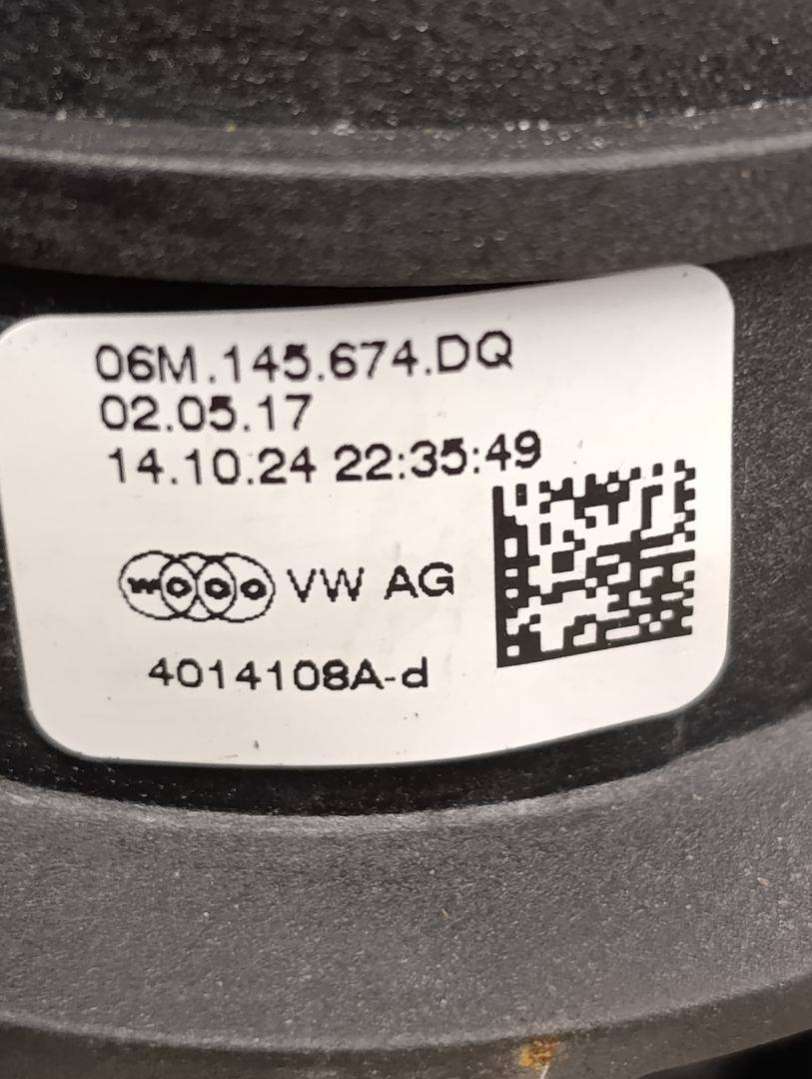 06M.145.674.DQ
02.05.17
14.10.24 22:35:49
VW AG
4014108A-d